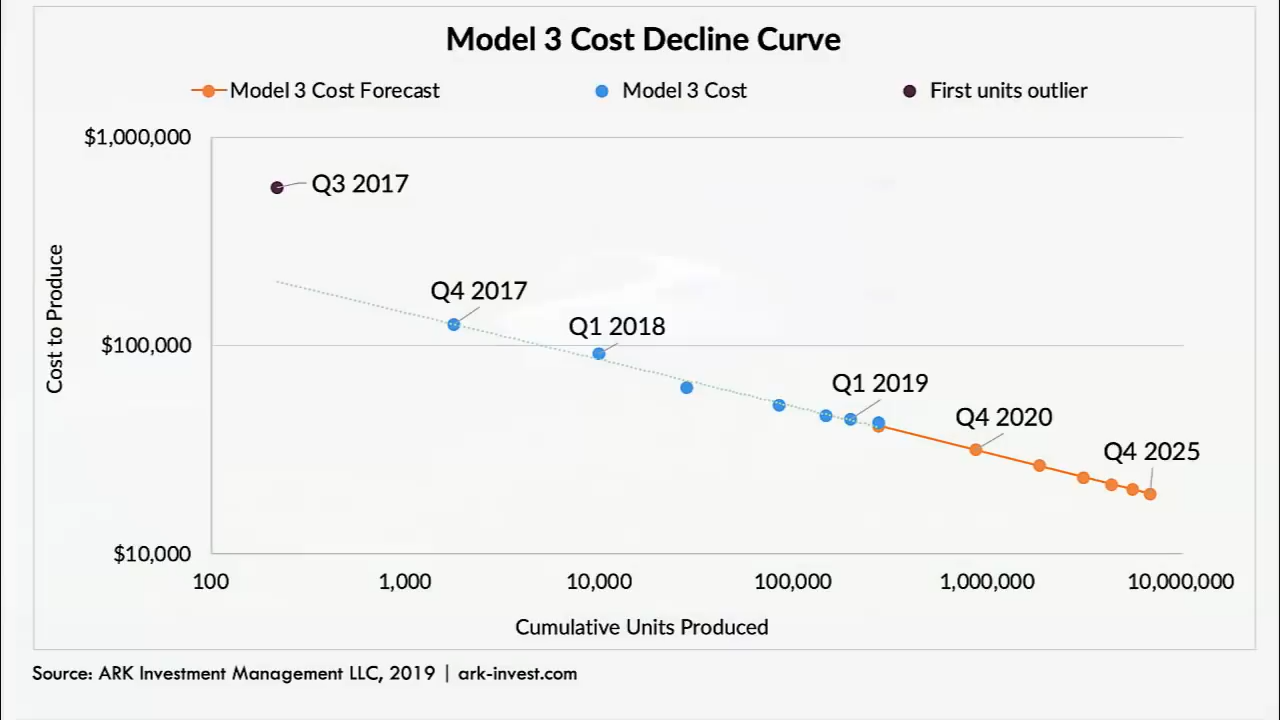 Model 3 Cost Decline Curve
Model 3 Cost Forecast
Model 3 Cost
First units outlier
$1,000,000
Q3 2017
Cost to Produce
Q4 2017
Q1 2018
$100,000
Q1 2019
Q4 2020
Q4 2025
$10,000
100
1,000
10,000
100,000
1,000,000
10,000,000
Cumulative Units Produced
Source: ARK Investment Management LLC, 2019 | ark-invest.com